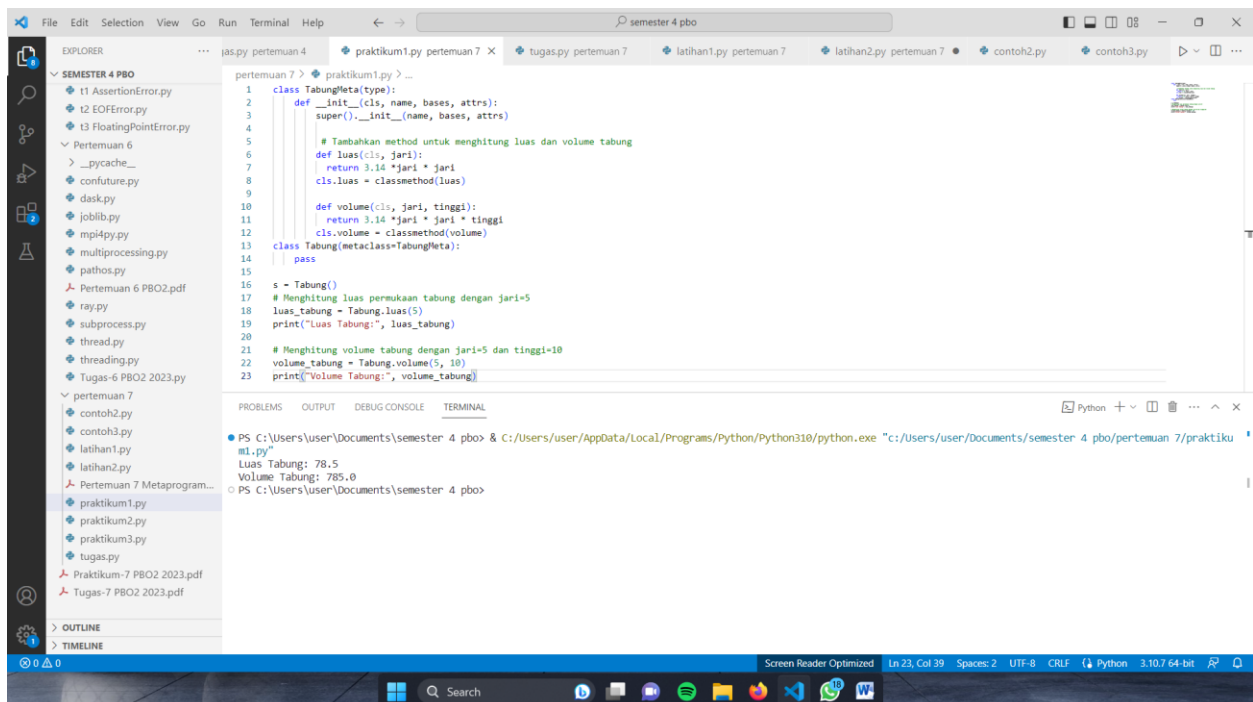 File Edit Selection View Go Run Terminal Help
semester 4 pbo
EXPLORER
jas.py pertemuan 4
praktikum1.py pertemuan 7
tugas.py pertemuan 7
latihan1.py pertemuan 7
latihan2.py pertemuan 7
contoh2.py
contoh3.py
SEMESTER 4 PBO
t1 AssertionError.py
t2 EOFError.py
t3 FloatingPointError.py
Pertemuan 6
__pycache__
confuture.py
dask.py
joblib.py
mpi4py.py
multiprocessing.py
pathos.py
Pertemuan 6 PBO2.pdf
ray.py
subprocess.py
thread.py
threading.py
Tugas-6 PBO2 2023.py
pertemuan 7
contoh2.py
contoh3.py
latihan1.py
latihan2.py
Pertemuan 7 Metaprogram...
praktikum1.py
praktikum2.py
praktikum3.py
tugas.py
Praktikum-7 PBO2 2023.pdf
Tugas-7 PBO2 2023.pdf
OUTLINE
TIMELINE
8
2
1
pertemuan 7 > praktikum1.py > ...
1 class TabungMeta(type):
2 def __init__(cls, name, bases, attrs):
3 super().__init__(name, bases, attrs)
4
5 # Tambahkan method untuk menghitung luas dan volume tabung
6 def luas(cls, jari):
7 return 3.14 *jari * jari
8 cls.luas = classmethod(luas)
9
10 def volume(cls, jari, tinggi):
11 return 3.14 *jari * jari * tinggi
12 cls.volume = classmethod(volume)
13 class Tabung(metaclass=TabungMeta):
14 pass
15
16 s = Tabung()
17 # Menghitung luas permukaan tabung dengan jari=5
18 luas_tabung = Tabung.luas(5)
19 print("Luas Tabung:", luas_tabung)
20
21 # Menghitung volume tabung dengan jari=5 dan tinggi=10
22 volume_tabung = Tabung.volume(5, 10)
23 print("Volume Tabung:", volume_tabung)
PROBLEMS OUTPUT DEBUG CONSOLE TERMINAL
Python
PS C:\Users\user\Documents\semester 4 pbo> & C:/Users/user/AppData/Local/Programs/Python/Python310/python.exe "c:/Users/user/Documents/semester 4 pbo/pertemuan 7/praktiku
m1.py"
Luas Tabung: 78.5
Volume Tabung: 785.0
PS C:\Users\user\Documents\semester 4 pbo>
0 0
Screen Reader Optimized Ln 23, Col 39 Spaces: 2 UTF-8 CRLF Python 3.10.7 64-bit
Search
18